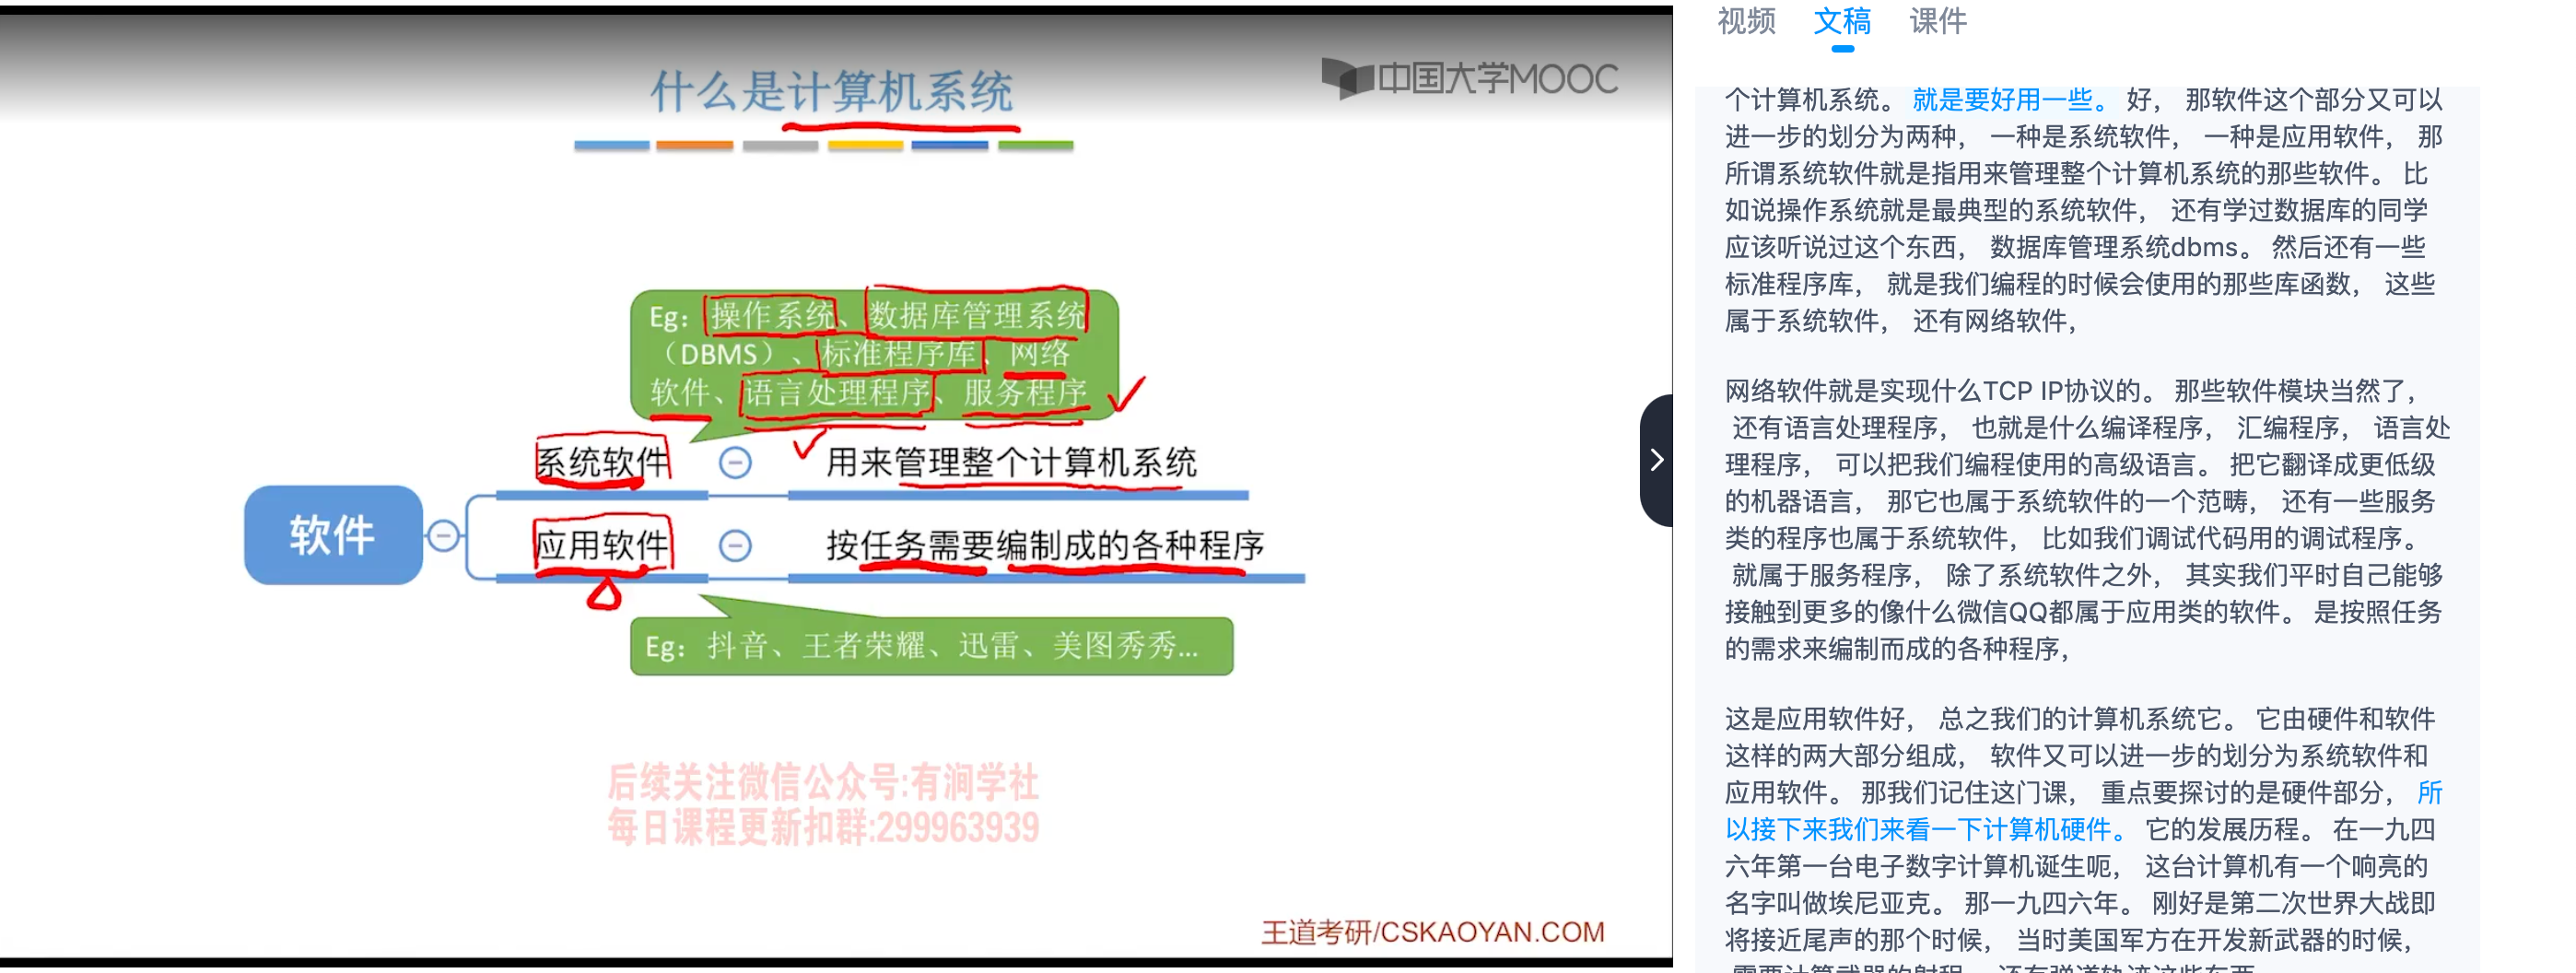 什么是计算机系统
中国大学MOOC
Eg：操作系统、数据库管理系统
（DBMS）、标准程序库、网络
软件、语言处理程序、服务程序
系统软件
用来管理整个计算机系统
软件
应用软件
按任务需要编制成的各种程序
Eg：抖音、王者荣耀、迅雷、美图秀秀...
后续关注微信公众号:有涧学社
每日课程更新扣群:299963939
王道考研/CSKAOYAN.COM
视频 文稿 课件
个计算机系统。 就是要好用一些。 好， 那软件这个部分又可以
进一步的划分为两种， 一种是系统软件， 一种是应用软件， 那
所谓系统软件就是指用来管理整个计算机系统的那些软件。 比
如说操作系统就是最典型的系统软件， 还有学过数据库的同学
应该听说过这个东西， 数据库管理系统dbms。 然后还有一些
标准程序库， 就是我们编程的时候会使用的那些库函数， 这些
属于系统软件， 还有网络软件，
网络软件就是实现什么TCP IP协议的。 那些软件模块当然了，
还有语言处理程序， 也就是什么编译程序， 汇编程序， 语言处
理程序， 可以把我们编程使用的高级语言。 把它翻译成更低级
的机器语言， 那它也属于系统软件的一个范畴， 还有一些服务
类的程序也属于系统软件， 比如我们调试代码用的调试程序。
就属于服务程序， 除了系统软件之外， 其实我们平时自己能够
接触到更多的像什么微信QQ都属于应用类的软件。 是按照任务
的需求来编制而成的各种程序，
这是应用软件好， 总之我们的计算机系统它。 它由硬件和软件
这样的两大部分组成， 软件又可以进一步的划分为系统软件和
应用软件。 那我们记住这门课， 重点要探讨的是硬件部分， 所
以接下来我们来看一下计算机硬件。 它的发展历程。 在一九四
六年第一台电子数字计算机诞生呃， 这台计算机有一个响亮的
名字叫做埃尼亚克。 那一九四六年。 刚好是第二次世界大战即
将接近尾声的那个时候， 当时美国军方在开发新武器的时候，
需要计算武器的射程， 还有弹道轨迹这些东西